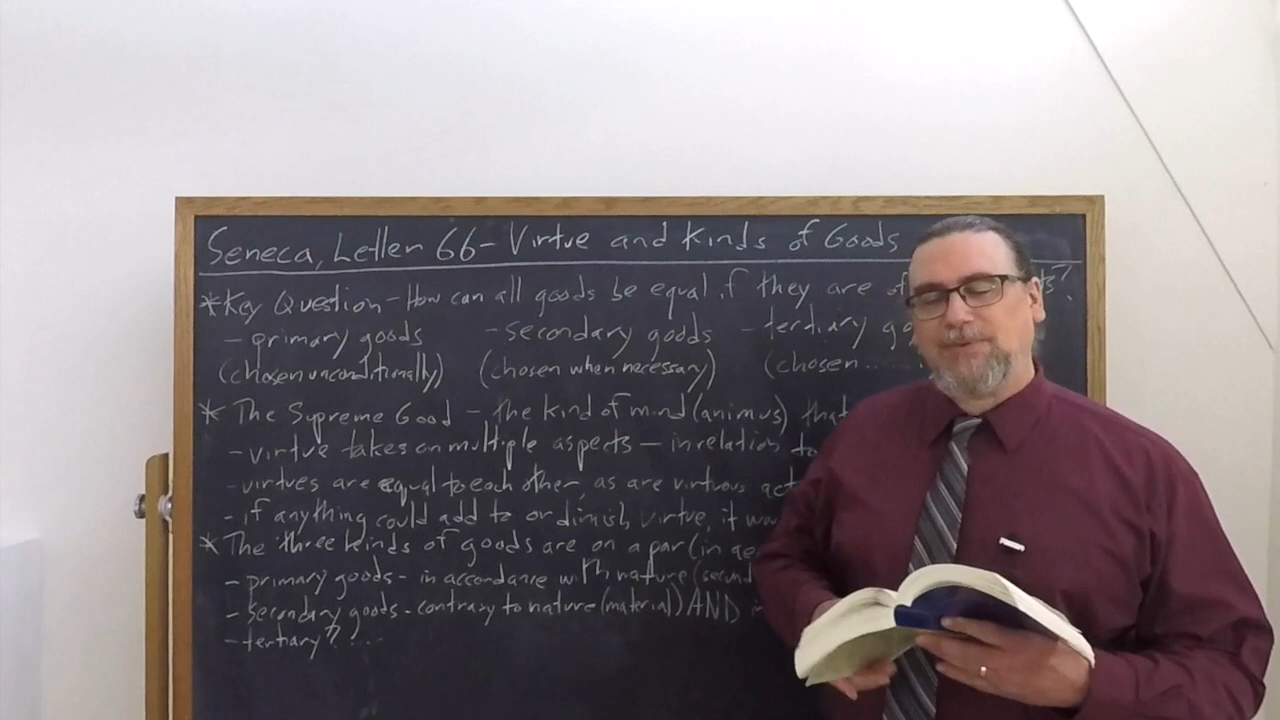 Seneca, Letter 66 - Virtue and Kinds of Goods
* Key Question - How can all goods be equal if they are of
- primary goods - secondary goods - tertiary
(chosen unconditionally) (chosen when necessary) (chosen .....
* The Supreme Good - the kind of mind (animus) that
- virtue takes on multiple aspects - in relation to
- virtues are equal to each other, as are virtuous act
- if anything could add to or dimish virtue, it
* The three kinds of goods are on a par (in
- primary goods - in accordance with nature
- secondary goods - contrary to nature (material) AND
- tertiary? ....